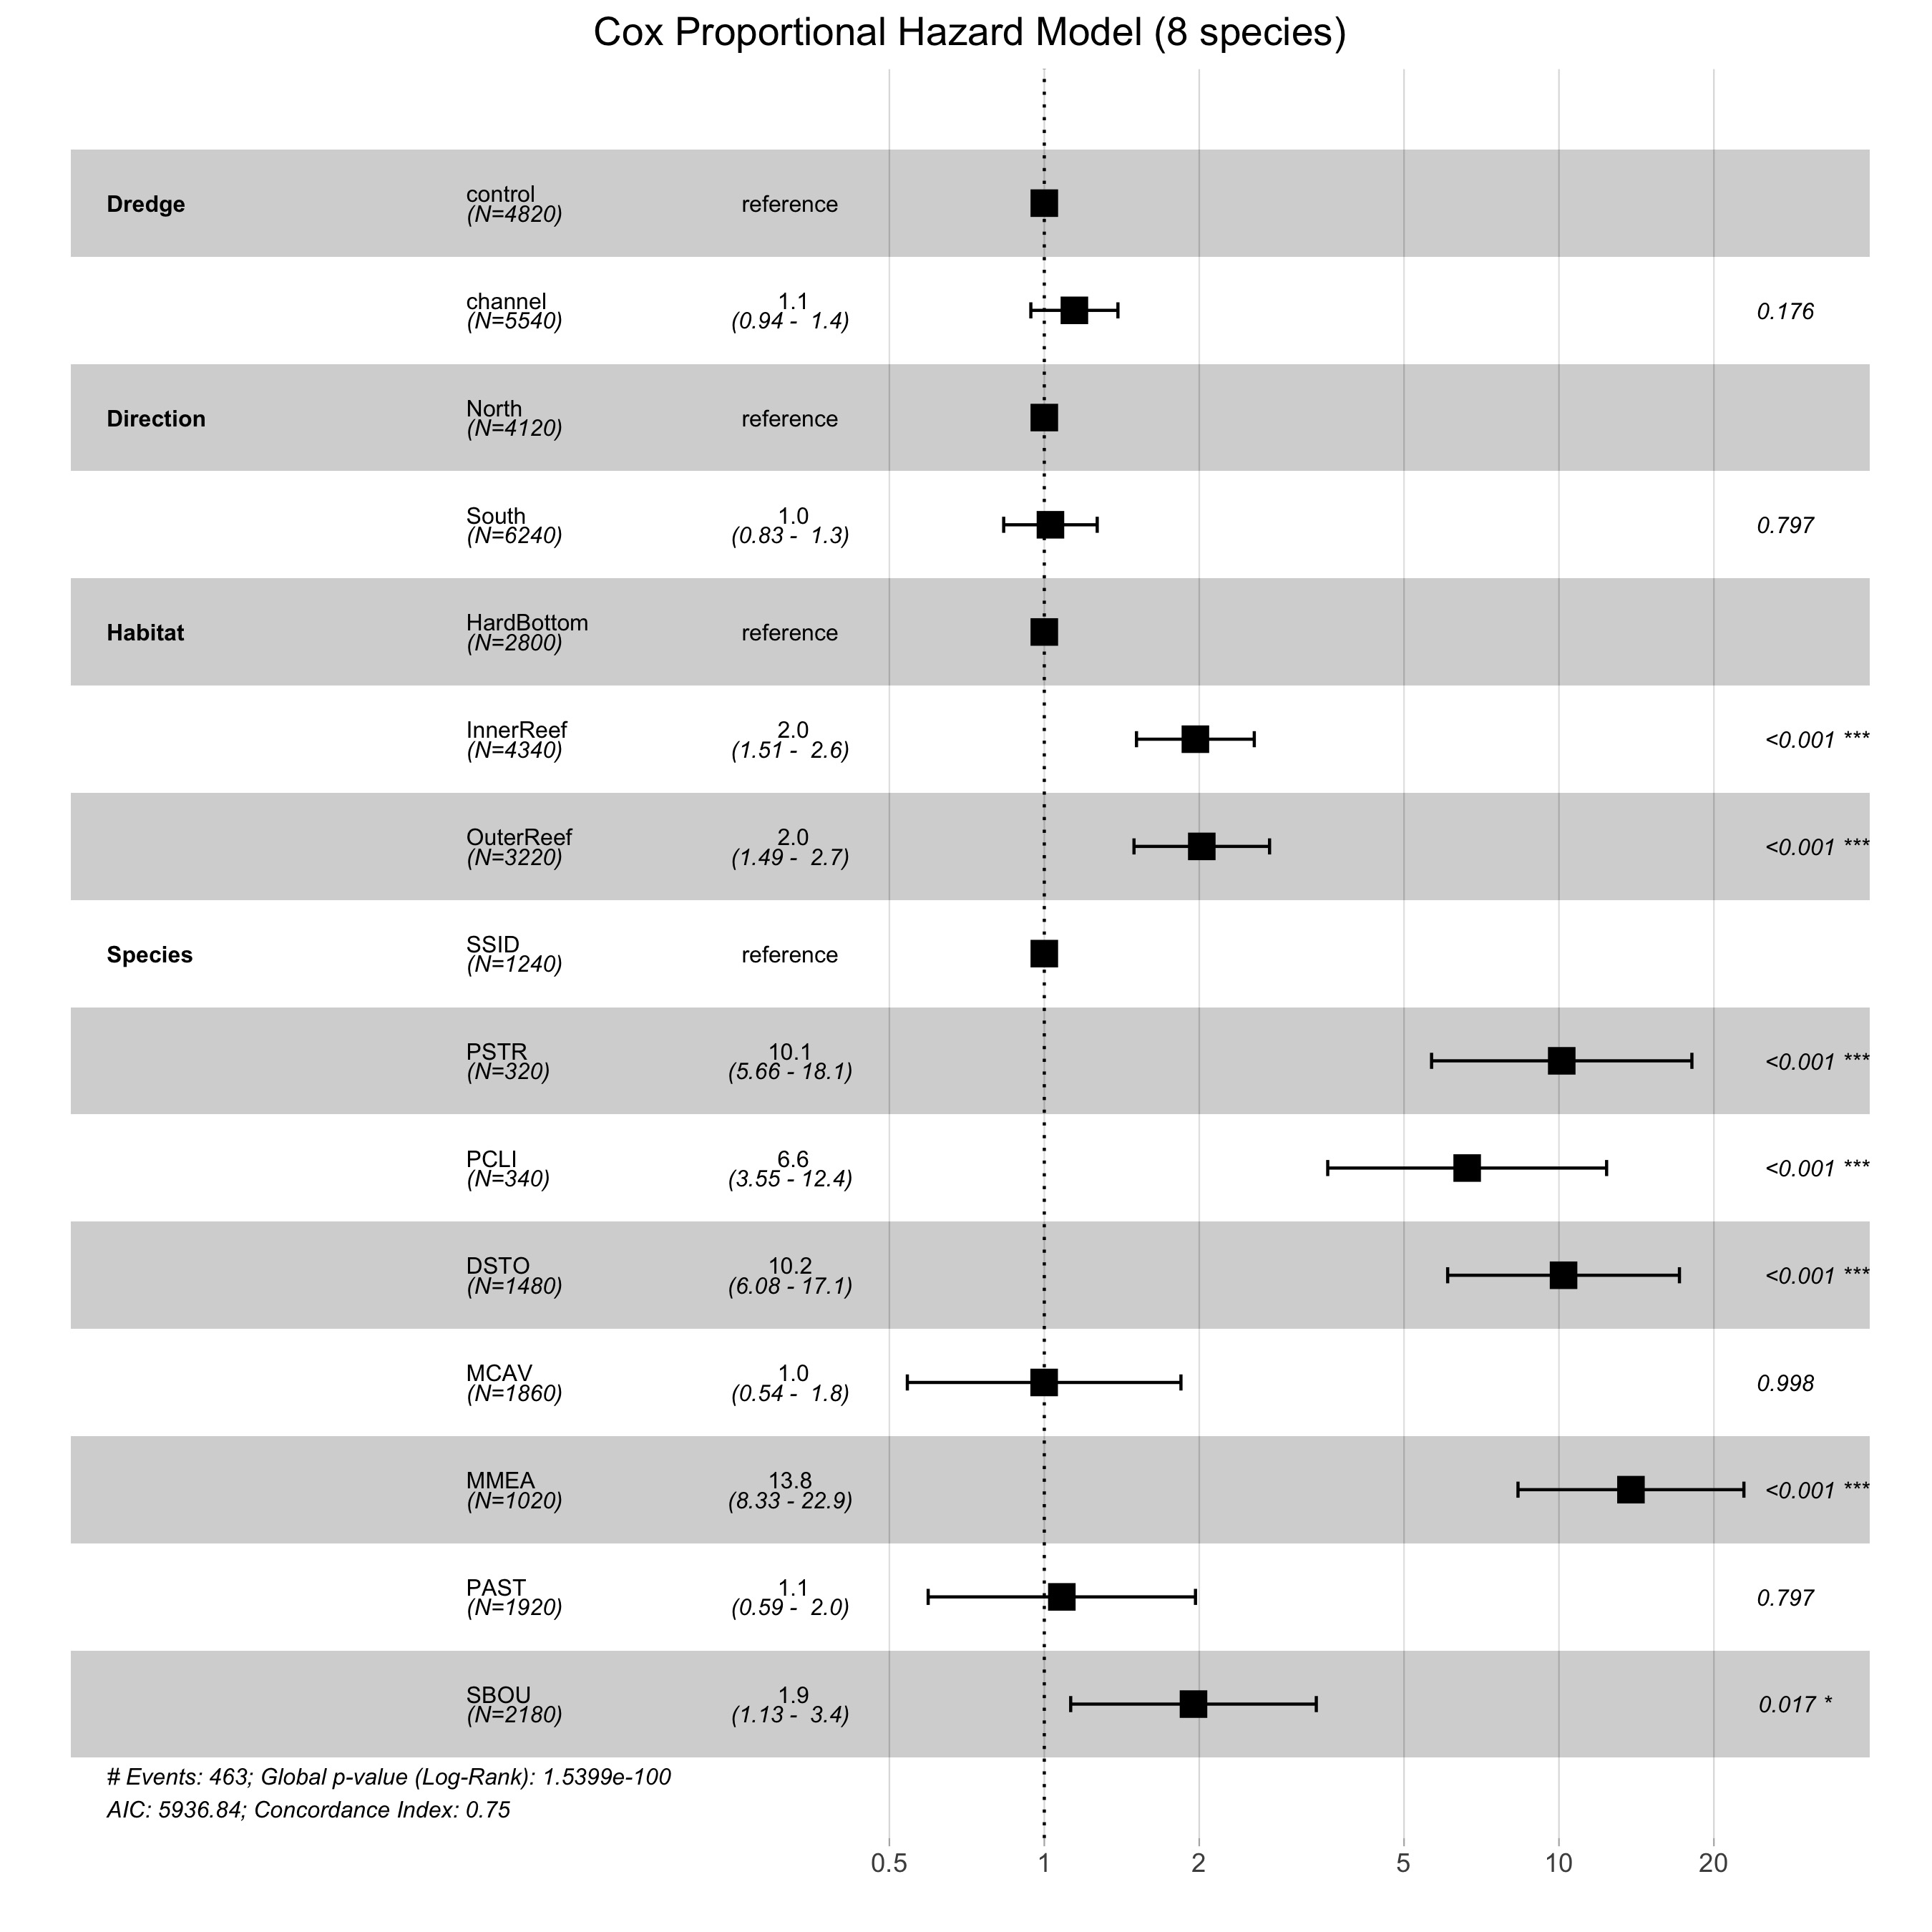 Cox Proportional Hazard Model (8 species)
Dredge control reference
(N=4820)
channel 1.1
(N=5540) (0.94 - 1.4) 0.176
Direction North reference
(N=4120)
South 1.0
(N=6240) (0.83 - 1.3) 0.797
Habitat HardBottom reference
(N=2800)
InnerReef 2.0
(N=4340) (1.51 - 2.6) <0.001 ***
OuterReef 2.0
(N=3220) (1.49 - 2.7) <0.001 ***
Species SSID reference
(N=1240)
PSTR 10.1
(N=320) (5.66 - 18.1) <0.001 ***
PCLI 6.6
(N=340) (3.55 - 12.4) <0.001 ***
DSTO 10.2
(N=1480) (6.08 - 17.1) <0.001 ***
MCAV 1.0
(N=1860) (0.54 - 1.8) 0.998
MMEA 13.8
(N=1020) (8.33 - 22.9) <0.001 ***
PAST 1.1
(N=1920) (0.59 - 2.0) 0.797
SBOU 1.9
(N=2180) (1.13 - 3.4) 0.017 *
# Events: 463; Global p-value (Log-Rank): 1.5399e-100
AIC: 5936.84; Concordance Index: 0.75
0.5 1 2 5 10 20